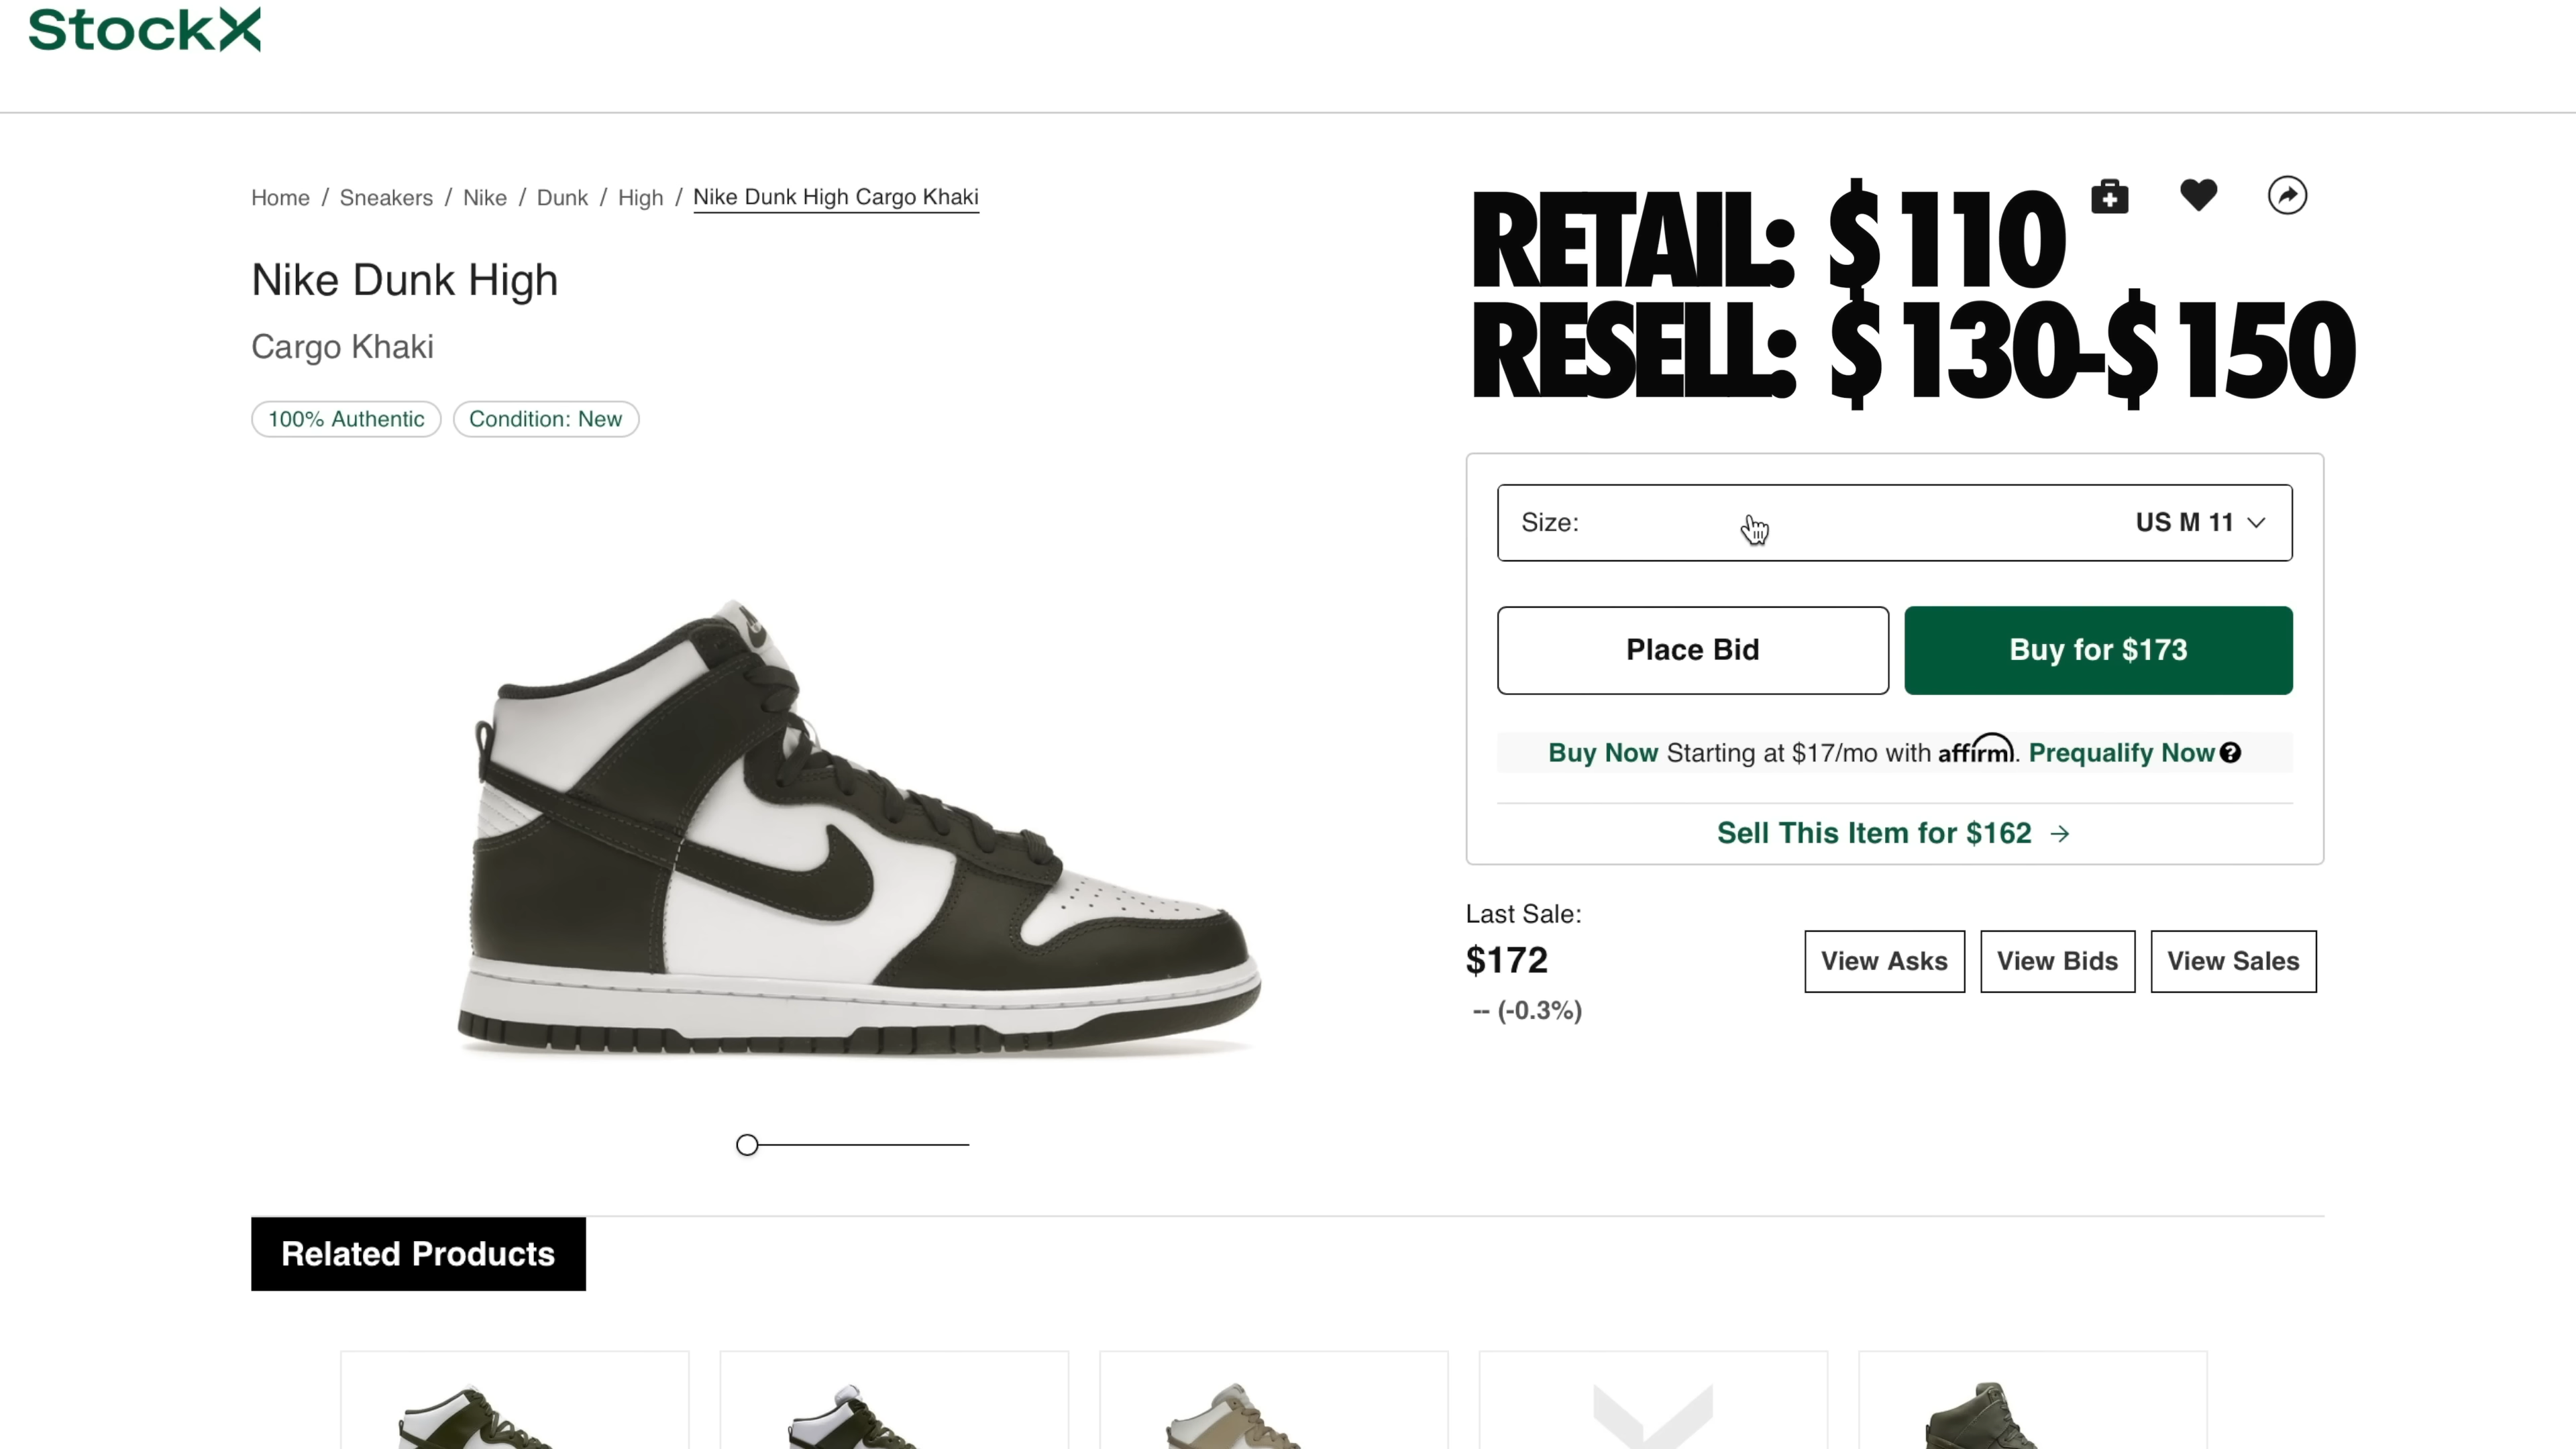 StockX
Home / Sneakers / Nike / Dunk / High / Nike Dunk High Cargo Khaki
RETAIL: $110
RESELL: $130-$150
Nike Dunk High
Cargo Khaki
100% Authentic
Condition: New
Size:
US M 11
Place Bid
Buy for $173
Buy Now Starting at $17/mo with affirm. Prequalify Now
Sell This Item for $162 →
Last Sale:
$172
-- (-0.3%)
View Asks
View Bids
View Sales
Related Products